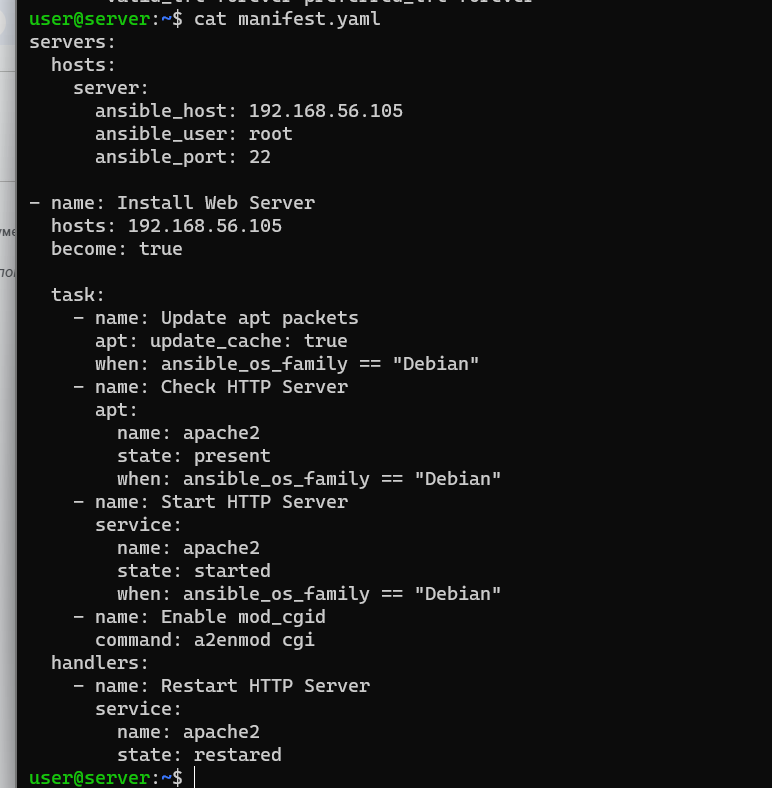 user@server:~$ cat manifest.yaml
servers:
  hosts:
    server:
      ansible_host: 192.168.56.105
      ansible_user: root
      ansible_port: 22

- name: Install Web Server
  hosts: 192.168.56.105
  become: true

  task:
    - name: Update apt packets
      apt: update_cache: true
      when: ansible_os_family == "Debian"
    - name: Check HTTP Server
      apt:
        name: apache2
        state: present
        when: ansible_os_family == "Debian"
    - name: Start HTTP Server
      service:
        name: apache2
        state: started
        when: ansible_os_family == "Debian"
    - name: Enable mod_cgid
      command: a2enmod cgi
  handlers:
    - name: Restart HTTP Server
      service:
        name: apache2
        state: restared
user@server:~$